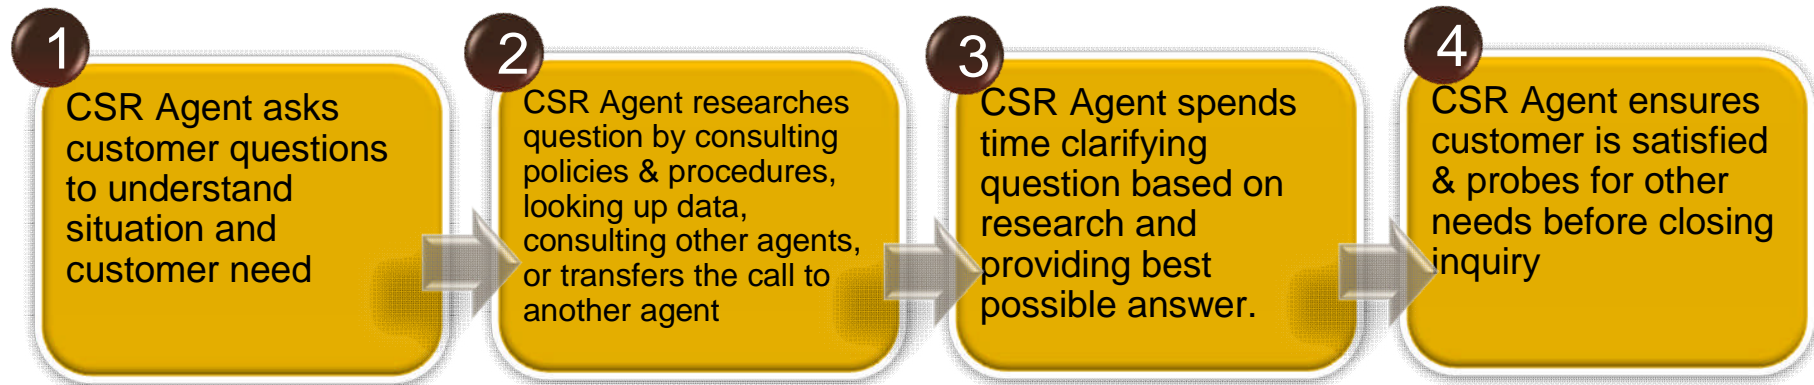 1
CSR Agent asks
customer questions
to understand
situation and
customer need
2
CSR Agent researches
question by consulting
policies & procedures,
looking up data,
consulting other agents,
or transfers the call to
another agent
3
CSR Agent spends
time clarifying
question based on
research and
providing best
possible answer.
4
CSR Agent ensures
customer is satisfied
& probes for other
needs before closing
inquiry